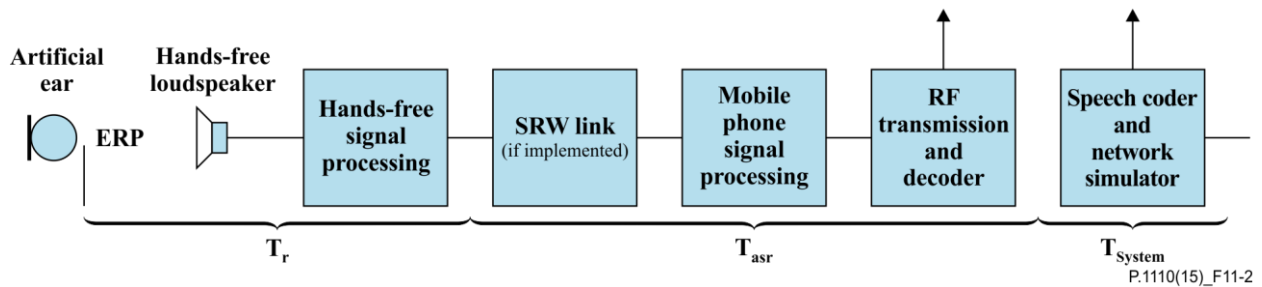 Artificial
ear
ERP
Hands-free
loudspeaker
Hands-free
signal
processing
SRW link
(if implemented)
Mobile
phone
signal
processing
RF
transmission
and
decoder
Speech coder
and
network
simulator
Tr
Tasr
TSystem
P.1110(15)_F11-2